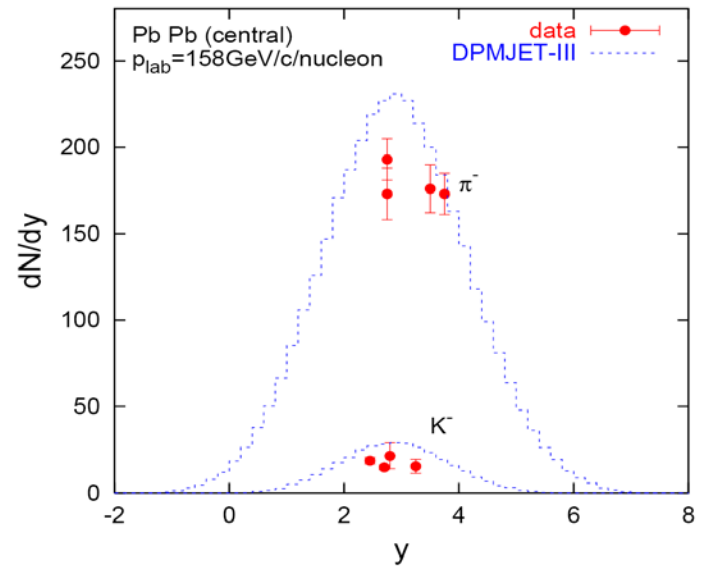 Pb Pb (central)
p_lab=158GeV/c/nucleon
data
DPMJET-III
π⁻
K⁻
dN/dy
250
200
150
100
50
0
-2 0 2 4 6 8
y